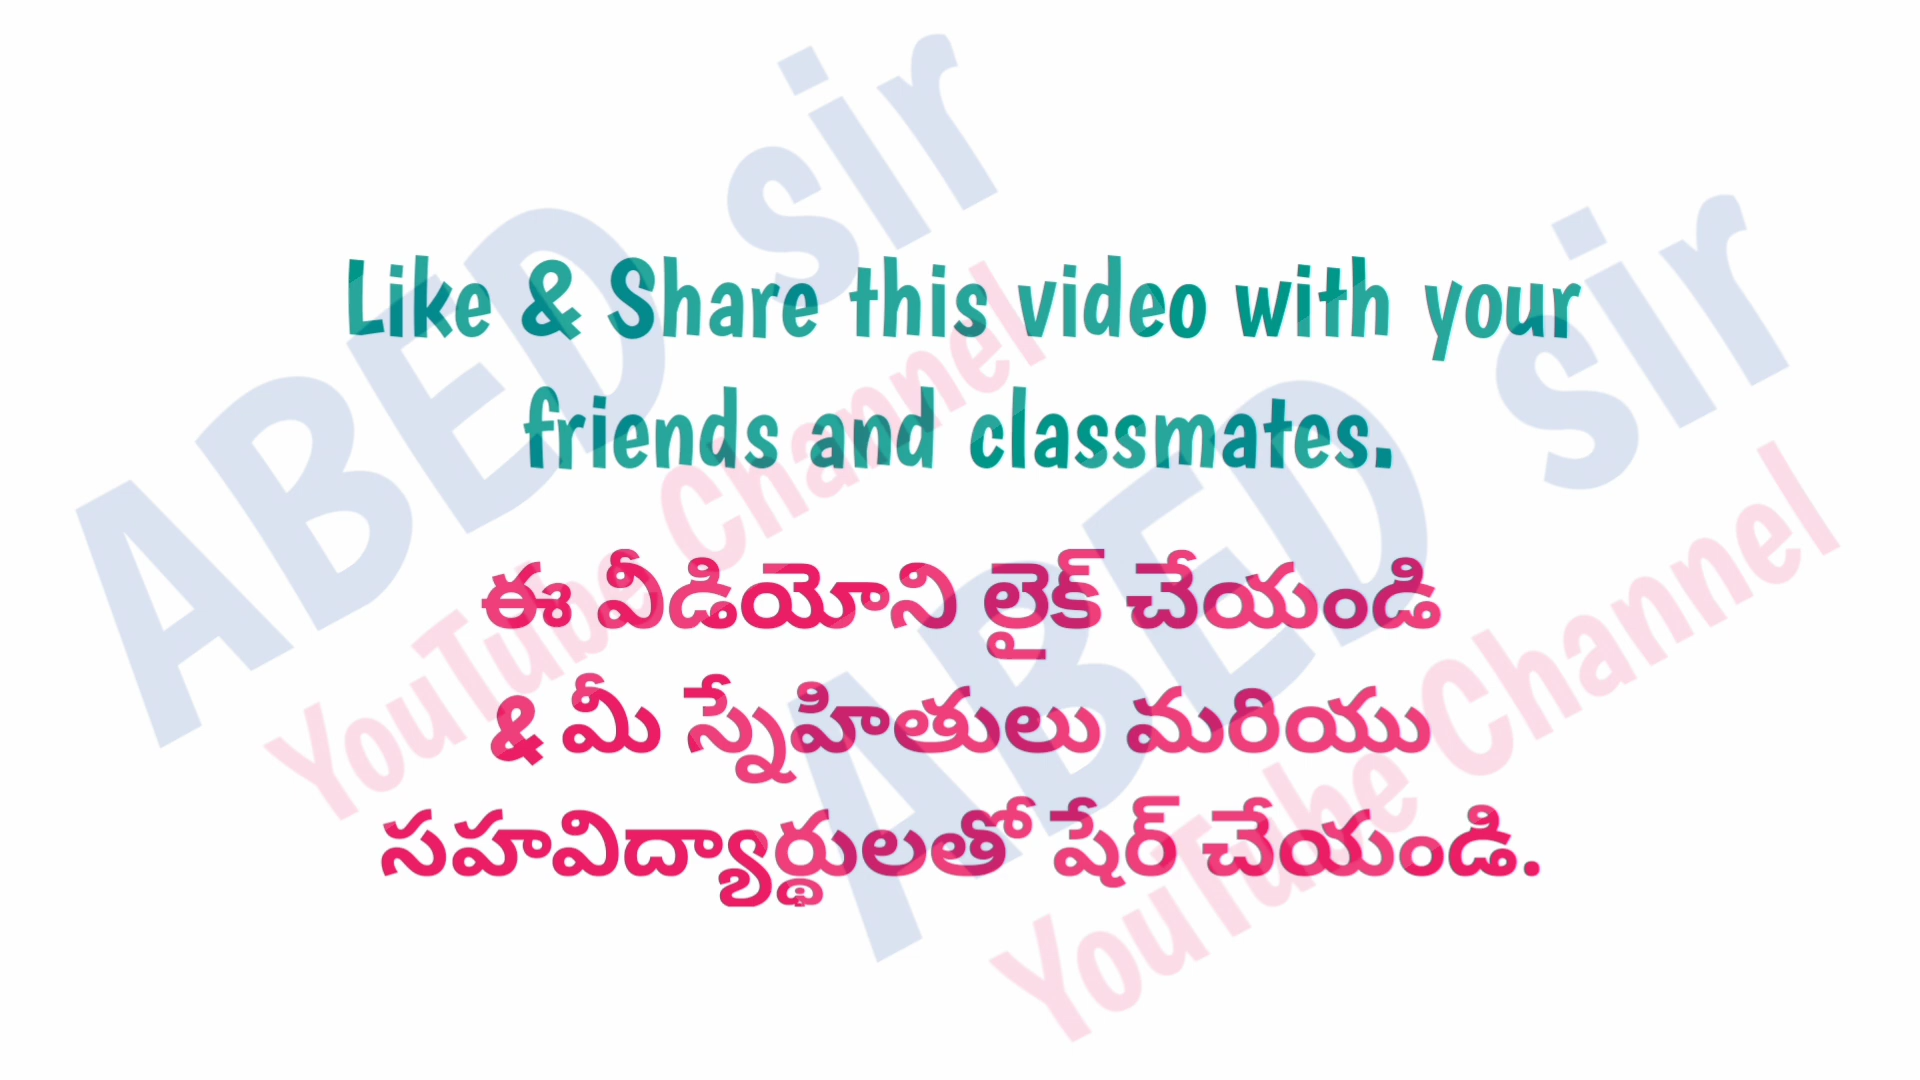 Like & Share this video with your
friends and classmates.
ఈ వీడియోని లైక్ చేయండి
& మీ స్నేహితులు మరియు
సహవిద్యార్థులతో షేర్ చేయండి.
ABED sir
YouTube Channel
ABED sir
YouTube Channel